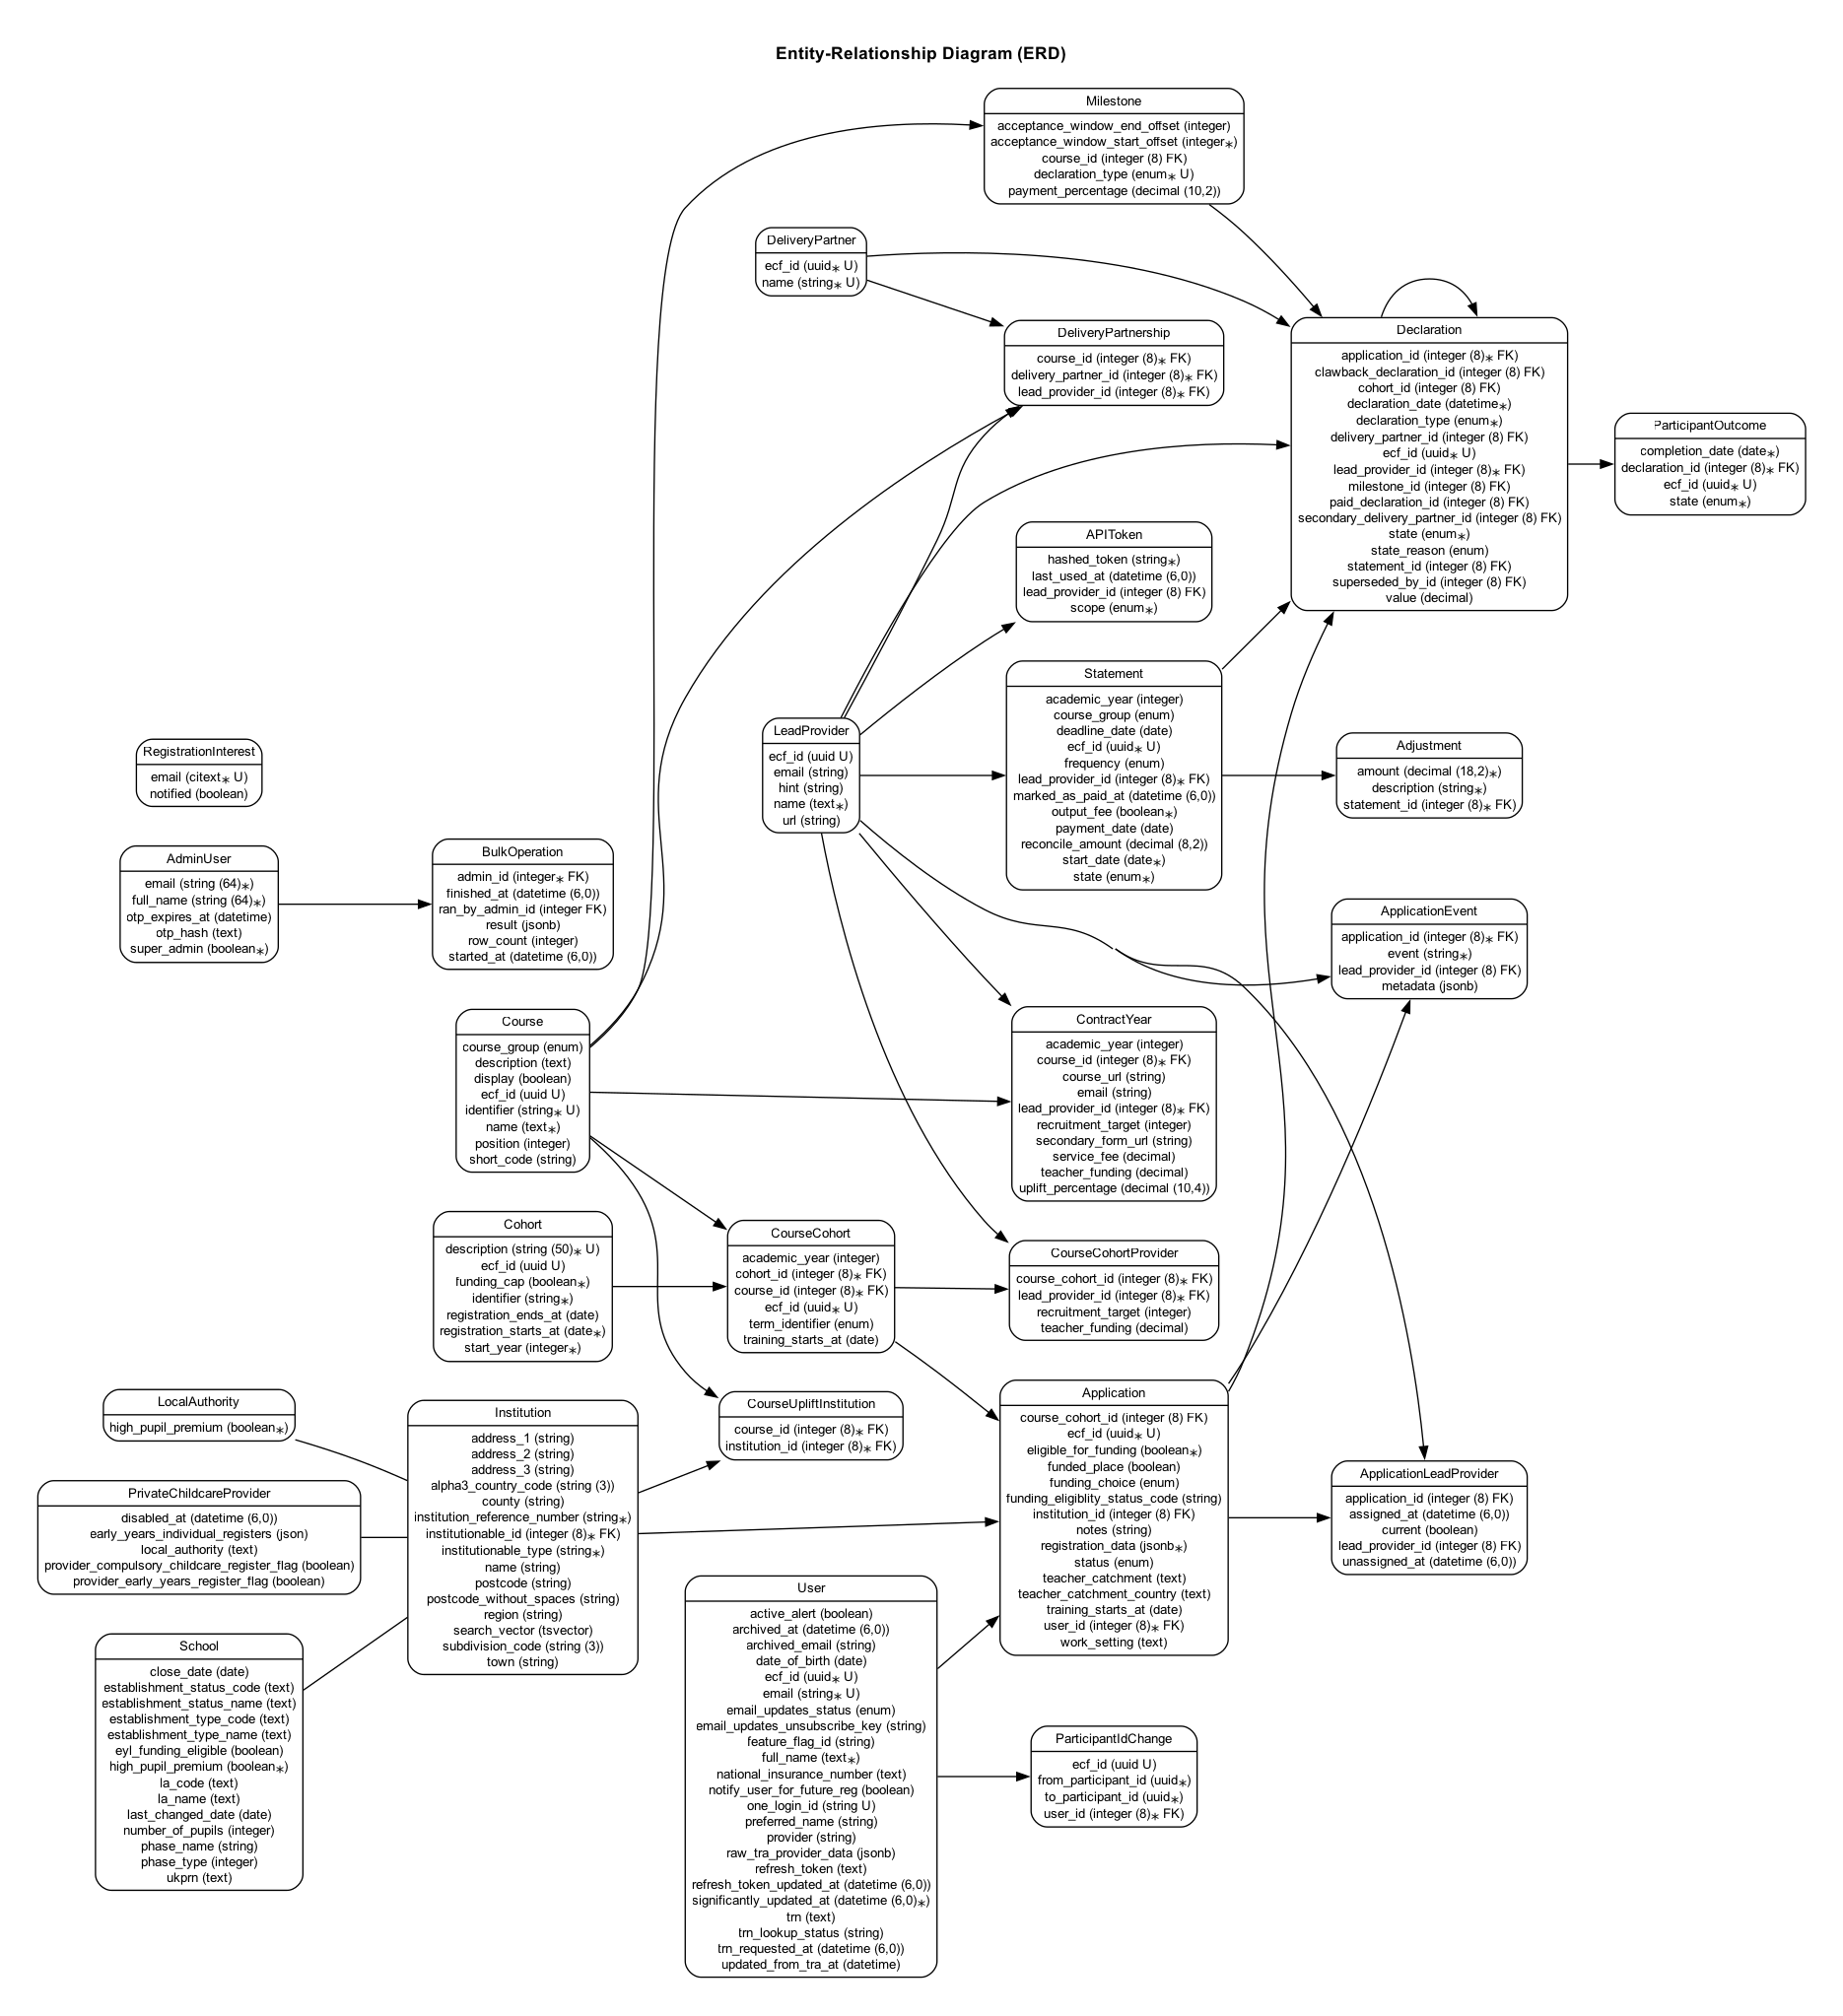 Entity-Relationship Diagram (ERD)
Milestone
acceptance_window_end_offset (integer)
acceptance_window_start_offset (integer∗)
course_id (integer (8) FK)
declaration_type (enum∗ U)
payment_percentage (decimal (10,2))
DeliveryPartner
ecf_id (uuid∗ U)
name (string∗ U)
DeliveryPartnership
course_id (integer (8)∗ FK)
delivery_partner_id (integer (8)∗ FK)
lead_provider_id (integer (8)∗ FK)
Declaration
application_id (integer (8)∗ FK)
clawback_declaration_id (integer (8) FK)
cohort_id (integer (8) FK)
declaration_date (datetime∗)
declaration_type (enum∗)
delivery_partner_id (integer (8) FK)
ecf_id (uuid∗ U)
lead_provider_id (integer (8)∗ FK)
milestone_id (integer (8) FK)
paid_declaration_id (integer (8) FK)
secondary_delivery_partner_id (integer (8) FK)
state (enum∗)
state_reason (enum)
statement_id (integer (8) FK)
superseded_by_id (integer (8) FK)
value (decimal)
ParticipantOutcome
completion_date (date∗)
declaration_id (integer (8)∗ FK)
ecf_id (uuid∗ U)
state (enum∗)
APIToken
hashed_token (string∗)
last_used_at (datetime (6,0))
lead_provider_id (integer (8) FK)
scope (enum∗)
Statement
academic_year (integer)
course_group (enum)
deadline_date (date)
ecf_id (uuid∗ U)
frequency (enum)
lead_provider_id (integer (8)∗ FK)
marked_as_paid_at (datetime (6,0))
output_fee (boolean∗)
payment_date (date)
reconcile_amount (decimal (8,2))
start_date (date∗)
state (enum∗)
LeadProvider
ecf_id (uuid U)
email (string)
hint (string)
name (text∗)
url (string)
Adjustment
amount (decimal (18,2)∗)
description (string∗)
statement_id (integer (8)∗ FK)
RegistrationInterest
email (citext∗ U)
notified (boolean)
AdminUser
email (string (64)∗)
full_name (string (64)∗)
otp_expires_at (datetime)
otp_hash (text)
super_admin (boolean∗)
BulkOperation
admin_id (integer∗ FK)
finished_at (datetime (6,0))
ran_by_admin_id (integer FK)
result (jsonb)
row_count (integer)
started_at (datetime (6,0))
ApplicationEvent
application_id (integer (8)∗ FK)
event (string∗)
lead_provider_id (integer (8) FK)
metadata (jsonb)
Course
course_group (enum)
description (text)
display (boolean)
ecf_id (uuid U)
identifier (string∗ U)
name (text∗)
position (integer)
short_code (string)
ContractYear
academic_year (integer)
course_id (integer (8)∗ FK)
course_url (string)
email (string)
lead_provider_id (integer (8)∗ FK)
recruitment_target (integer)
secondary_form_url (string)
service_fee (decimal)
teacher_funding (decimal)
uplift_percentage (decimal (10,4))
Cohort
description (string (50)∗ U)
ecf_id (uuid U)
funding_cap (boolean∗)
identifier (string∗)
registration_ends_at (date)
registration_starts_at (date∗)
start_year (integer∗)
CourseCohort
academic_year (integer)
cohort_id (integer (8)∗ FK)
course_id (integer (8)∗ FK)
ecf_id (uuid∗ U)
term_identifier (enum)
training_starts_at (date)
CourseCohortProvider
course_cohort_id (integer (8)∗ FK)
lead_provider_id (integer (8)∗ FK)
recruitment_target (integer)
teacher_funding (decimal)
LocalAuthority
high_pupil_premium (boolean∗)
PrivateChildcareProvider
disabled_at (datetime (6,0))
early_years_individual_registers (json)
local_authority (text)
provider_compulsory_childcare_register_flag (boolean)
provider_early_years_register_flag (boolean)
School
close_date (date)
establishment_status_code (text)
establishment_status_name (text)
establishment_type_code (text)
establishment_type_name (text)
eyl_funding_eligible (boolean)
high_pupil_premium (boolean∗)
la_code (text)
la_name (text)
last_changed_date (date)
number_of_pupils (integer)
phase_name (string)
phase_type (integer)
ukprn (text)
Institution
address_1 (string)
address_2 (string)
address_3 (string)
alpha3_country_code (string (3))
county (string)
institution_reference_number (string∗)
institutionable_id (integer (8)∗ FK)
institutionable_type (string∗)
name (string)
postcode (string)
postcode_without_spaces (string)
region (string)
search_vector (tsvector)
subdivision_code (string (3))
town (string)
CourseUpliftInstitution
course_id (integer (8)∗ FK)
institution_id (integer (8)∗ FK)
Application
course_cohort_id (integer (8) FK)
ecf_id (uuid∗ U)
eligible_for_funding (boolean∗)
funded_place (boolean)
funding_choice (enum)
funding_eligiblity_status_code (string)
institution_id (integer (8) FK)
notes (string)
registration_data (jsonb∗)
status (enum)
teacher_catchment (text)
teacher_catchment_country (text)
training_starts_at (date)
user_id (integer (8)∗ FK)
work_setting (text)
ApplicationLeadProvider
application_id (integer (8) FK)
assigned_at (datetime (6,0))
current (boolean)
lead_provider_id (integer (8) FK)
unassigned_at (datetime (6,0))
User
active_alert (boolean)
archived_at (datetime (6,0))
archived_email (string)
date_of_birth (date)
ecf_id (uuid∗ U)
email (string∗ U)
email_updates_status (enum)
email_updates_unsubscribe_key (string)
feature_flag_id (string)
full_name (text∗)
national_insurance_number (text)
notify_user_for_future_reg (boolean)
one_login_id (string U)
preferred_name (string)
provider (string)
raw_tra_provider_data (jsonb)
refresh_token (text)
refresh_token_updated_at (datetime (6,0))
significantly_updated_at (datetime (6,0)∗)
trn (text)
trn_lookup_status (string)
trn_requested_at (datetime (6,0))
updated_from_tra_at (datetime)
ParticipantIdChange
ecf_id (uuid U)
from_participant_id (uuid∗)
to_participant_id (uuid∗)
user_id (integer (8)∗ FK)